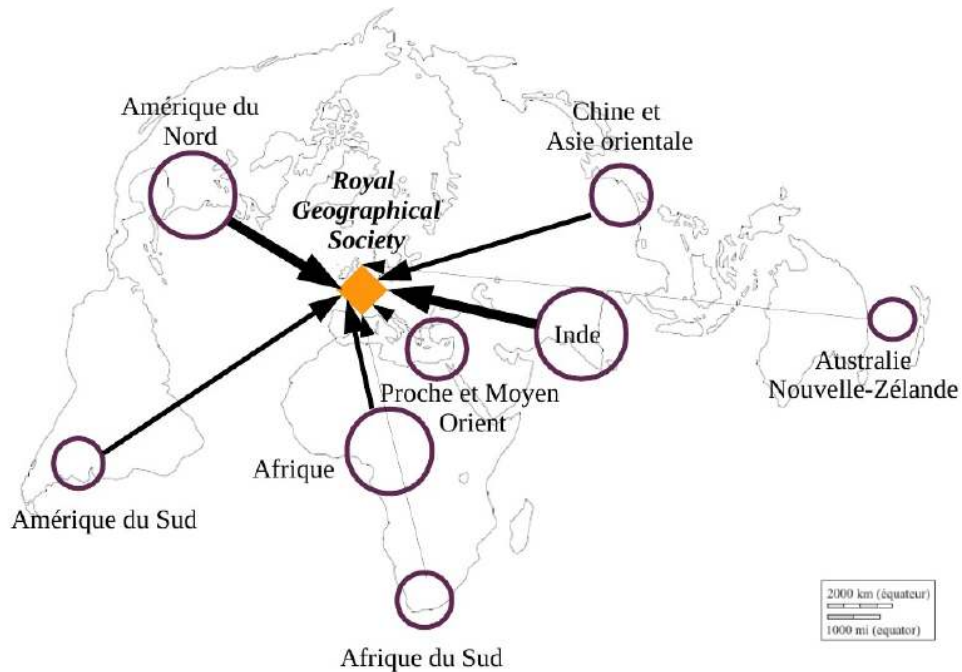 Amérique du
Nord
Chine et
Asie orientale
Royal
Geographical
Society
Inde
Australie
Nouvelle-Zélande
Proche et Moyen
Orient
Afrique
Amérique du Sud
Afrique du Sud
2000 km (équateur)
1000 mi (equator)